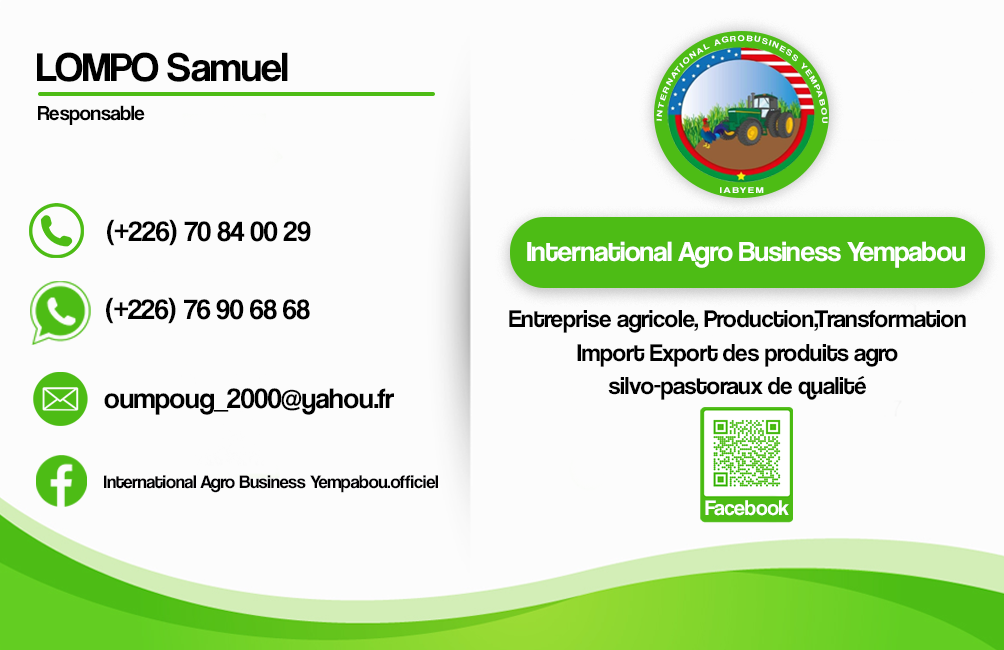 LOMPO Samuel
Responsable
(+226) 70 84 00 29
(+226) 76 90 68 68
oumpoug_2000@yahou.fr
International Agro Business Yempabou.officiel
INTERNATIONAL AGROBUSINESS YEMPABOU
IABYEM
International Agro Business Yempabou
Entreprise agricole, Production,Transformation
Import Export des produits agro
silvo-pastoraux de qualité
Facebook